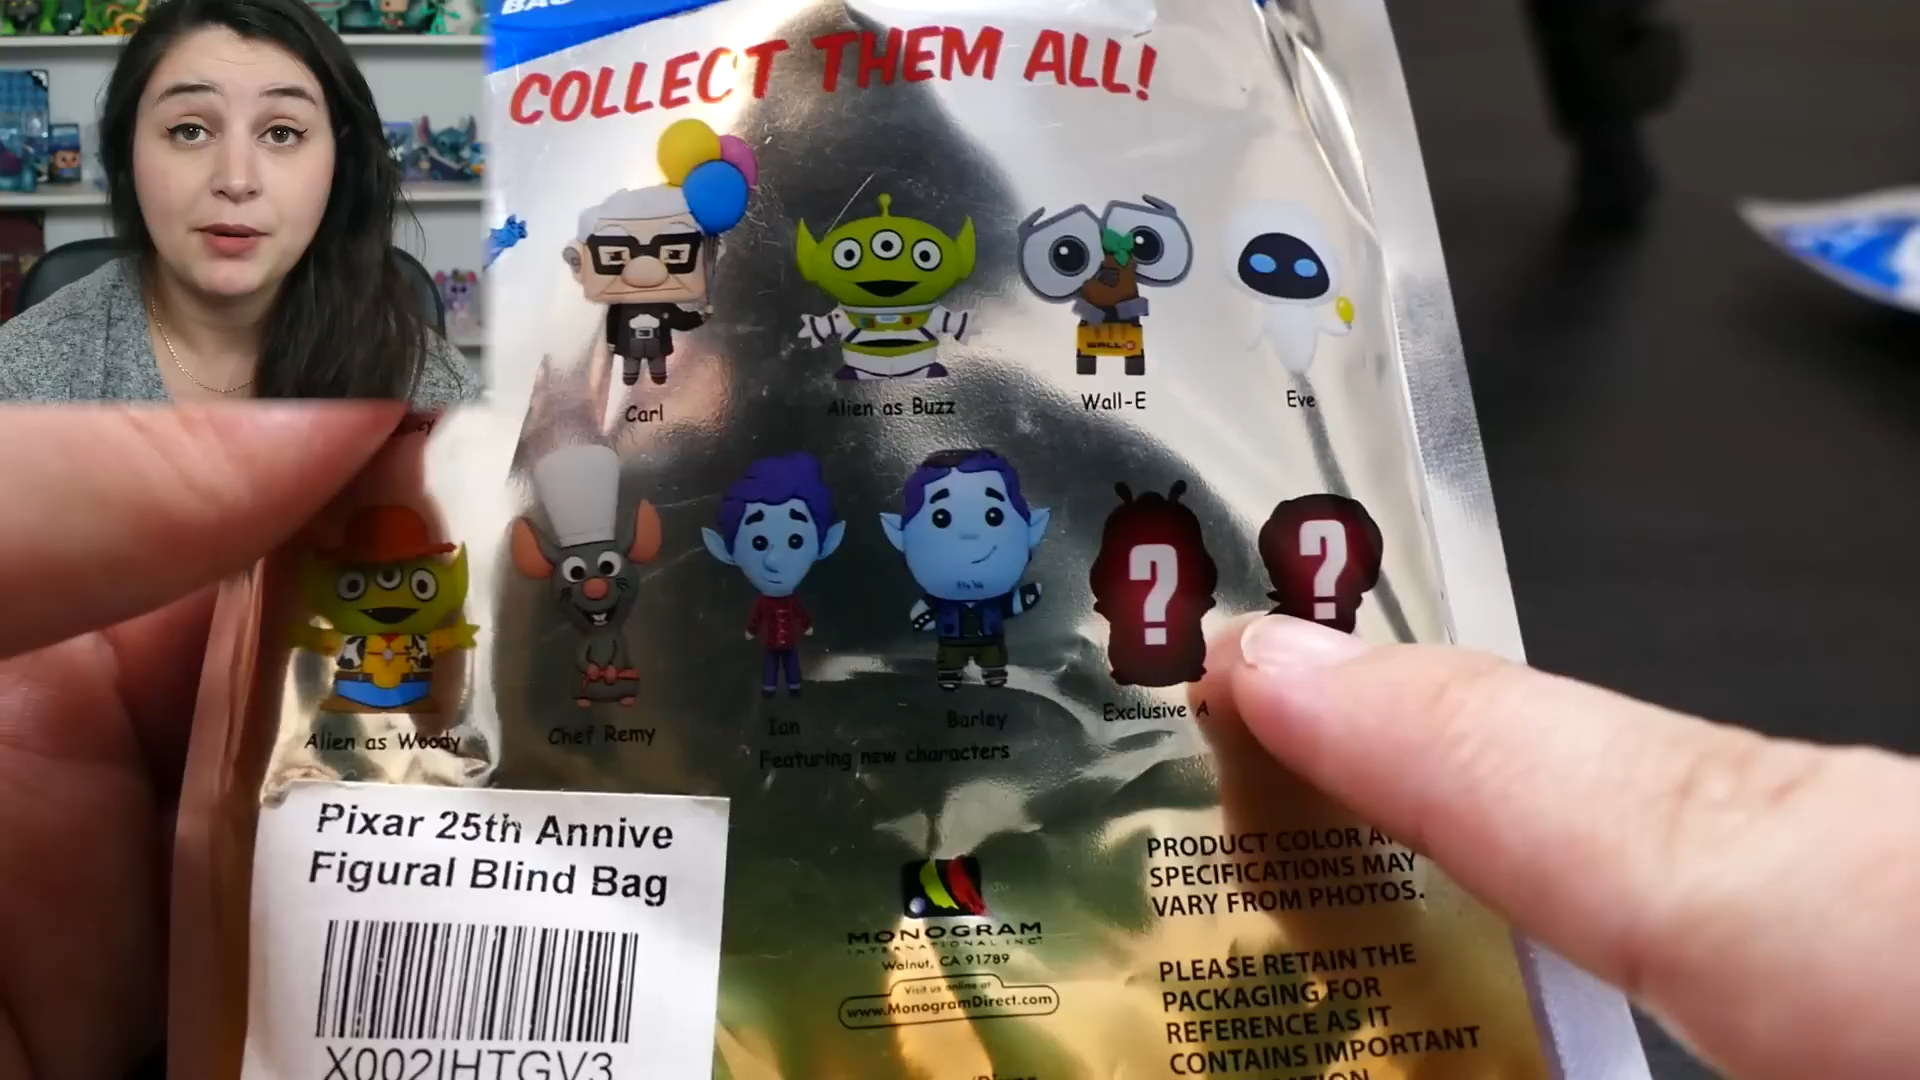 BAG
COLLECT THEM ALL!
Carl
Alien as Buzz
WALL-E
Wall-E
Eve
?
?
Alien as Woody
Chef Remy
Ian
Barley
Exclusive A
Featuring new characters
Pixar 25th Annive
Figural Blind Bag
X002IHTGV3
MONOGRAM
INTERNATIONAL INC.
Walnut, CA 91789
Visit us online at
www.MonogramDirect.com
PRODUCT COLOR A
SPECIFICATIONS MAY
VARY FROM PHOTOS.
PLEASE RETAIN THE
PACKAGING FOR
REFERENCE AS IT
CONTAINS IMPORTANT